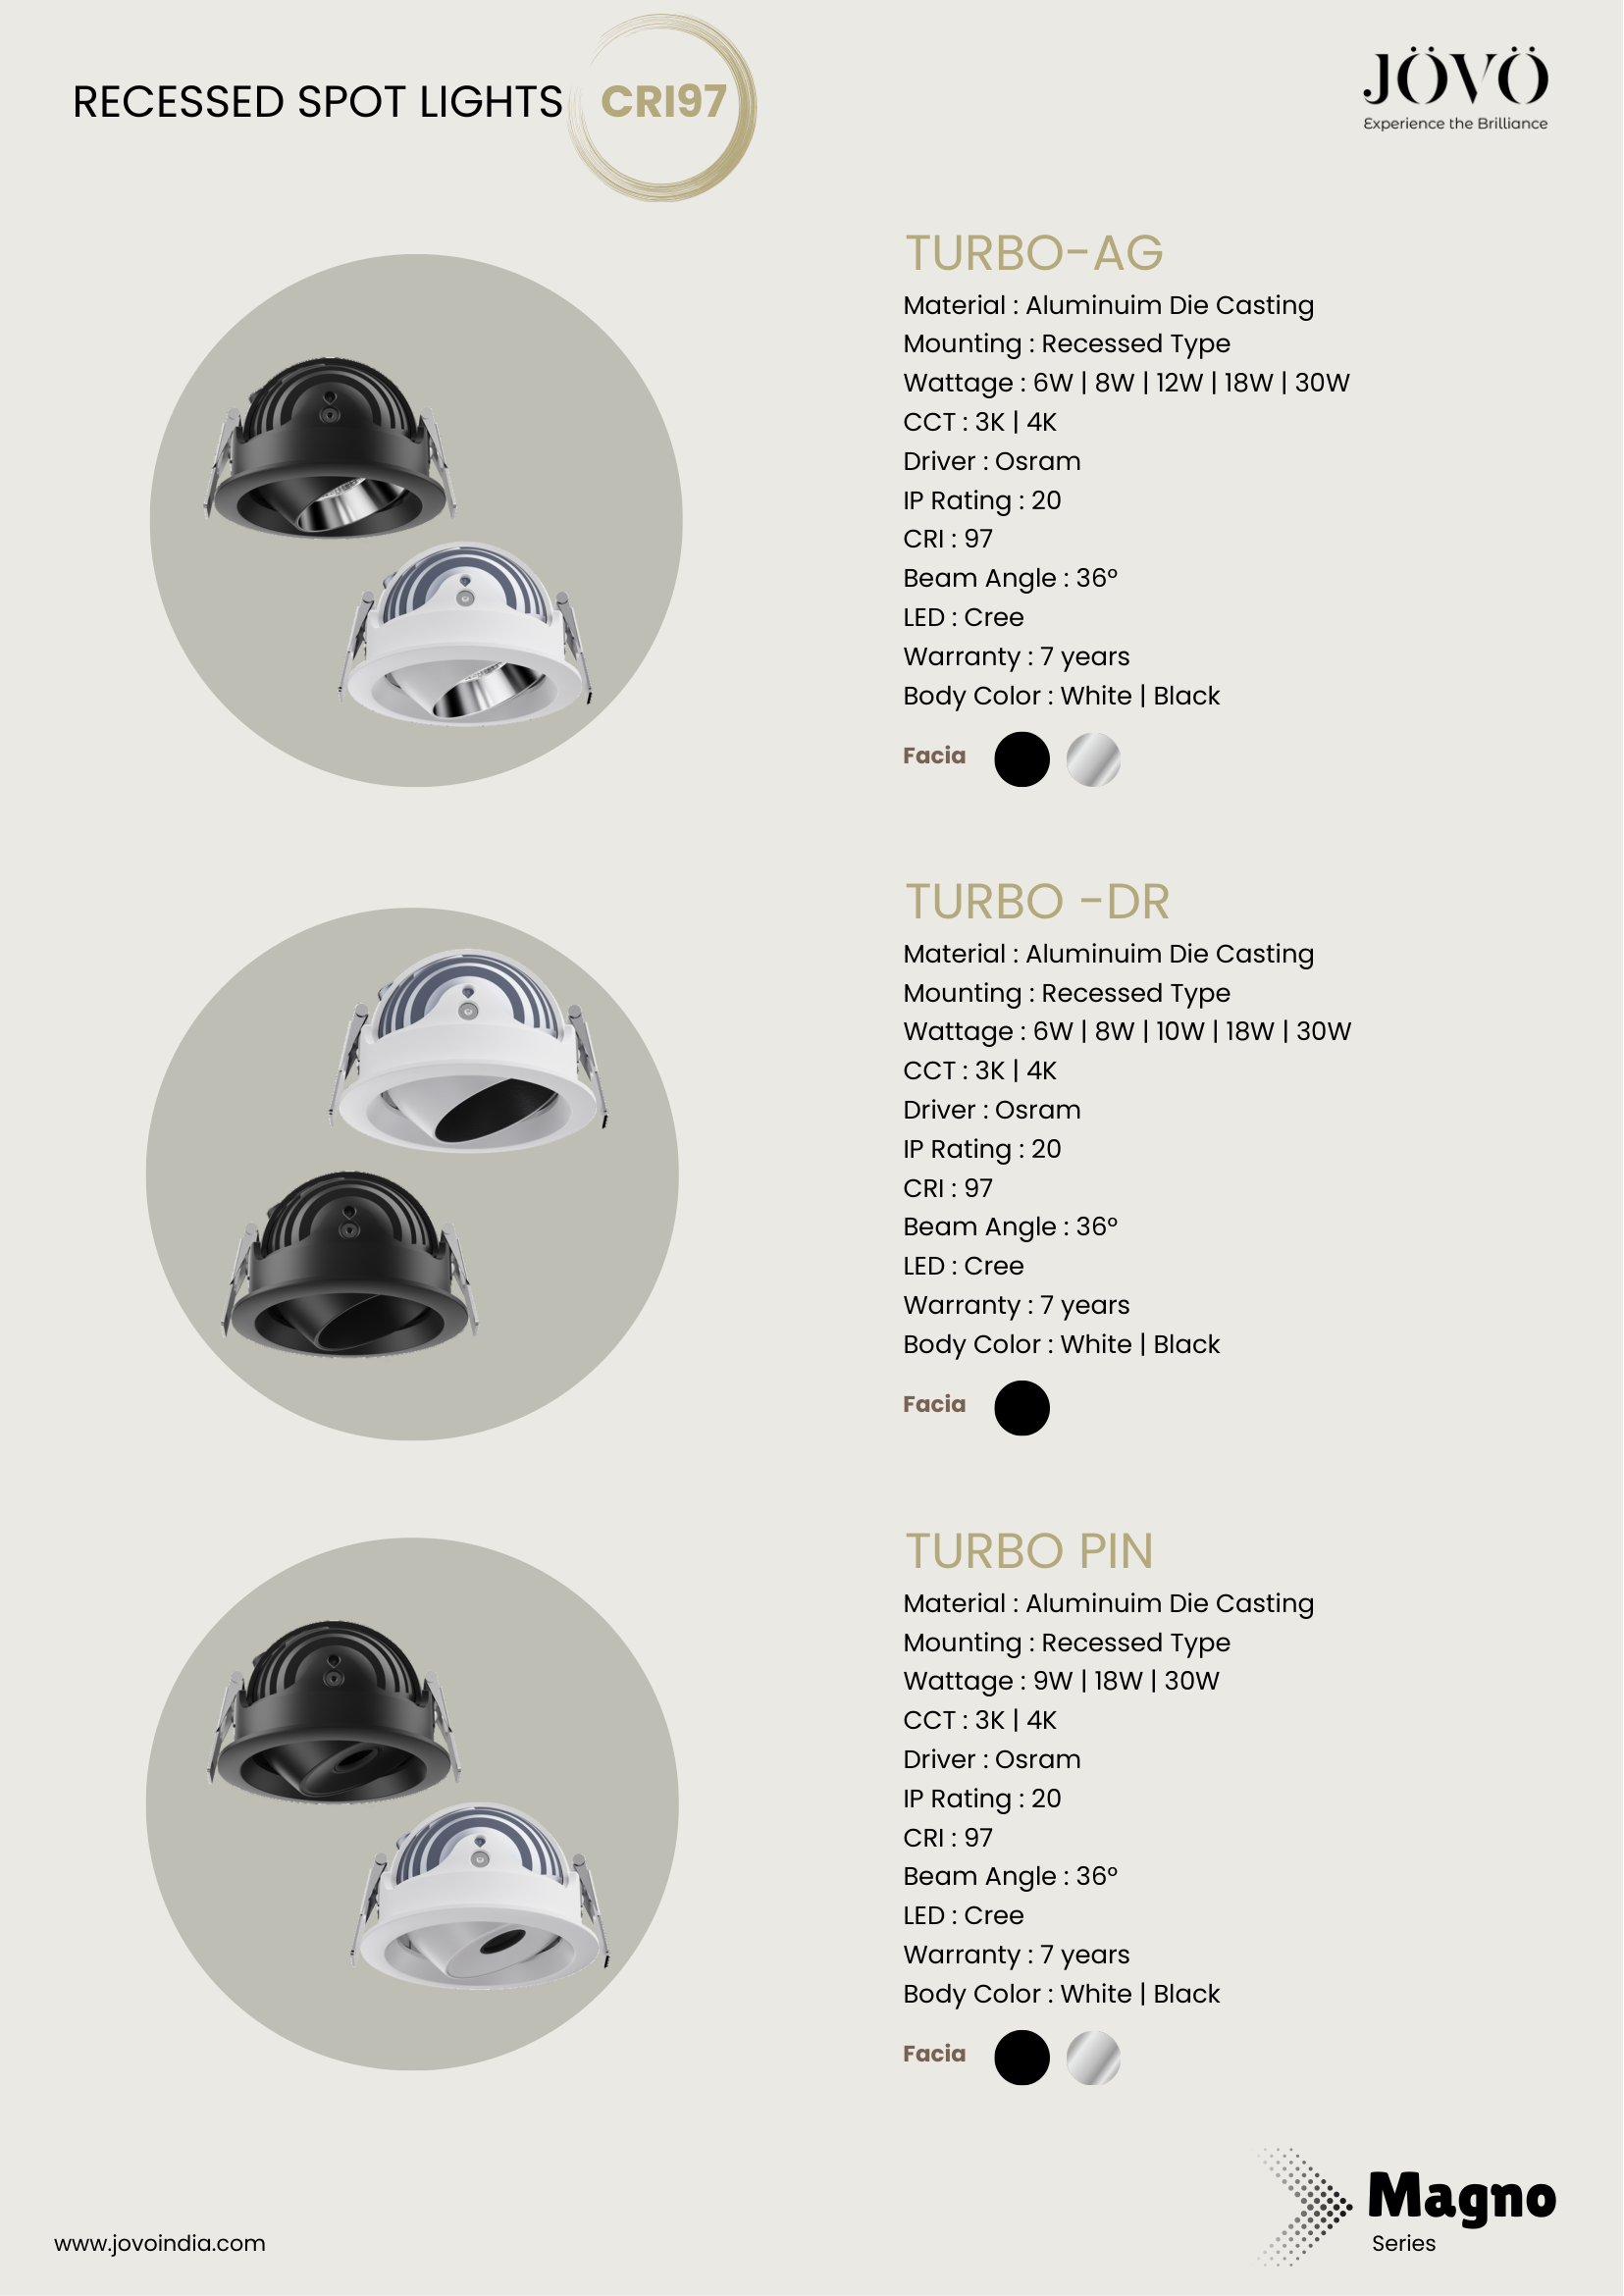 RECESSED SPOT LIGHTS CRI97
JÖVÖ
Experience the Brilliance
TURBO-AG
Material : Aluminuim Die Casting
Mounting : Recessed Type
Wattage : 6W | 8W | 12W | 18W | 30W
CCT : 3K | 4K
Driver : Osram
IP Rating : 20
CRI : 97
Beam Angle : 36º
LED : Cree
Warranty : 7 years
Body Color : White | Black
Facia
TURBO -DR
Material : Aluminuim Die Casting
Mounting : Recessed Type
Wattage : 6W | 8W | 10W | 18W | 30W
CCT : 3K | 4K
Driver : Osram
IP Rating : 20
CRI : 97
Beam Angle : 36º
LED : Cree
Warranty : 7 years
Body Color : White | Black
Facia
TURBO PIN
Material : Aluminuim Die Casting
Mounting : Recessed Type
Wattage : 9W | 18W | 30W
CCT : 3K | 4K
Driver : Osram
IP Rating : 20
CRI : 97
Beam Angle : 36º
LED : Cree
Warranty : 7 years
Body Color : White | Black
Facia
Magno
Series
www.jovoindia.com